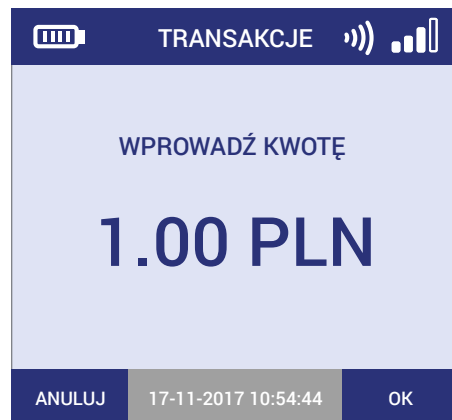 TRANSAKCJE
WPROWADŹ KWOTĘ
1.00 PLN
ANULUJ 17-11-2017 10:54:44 OK